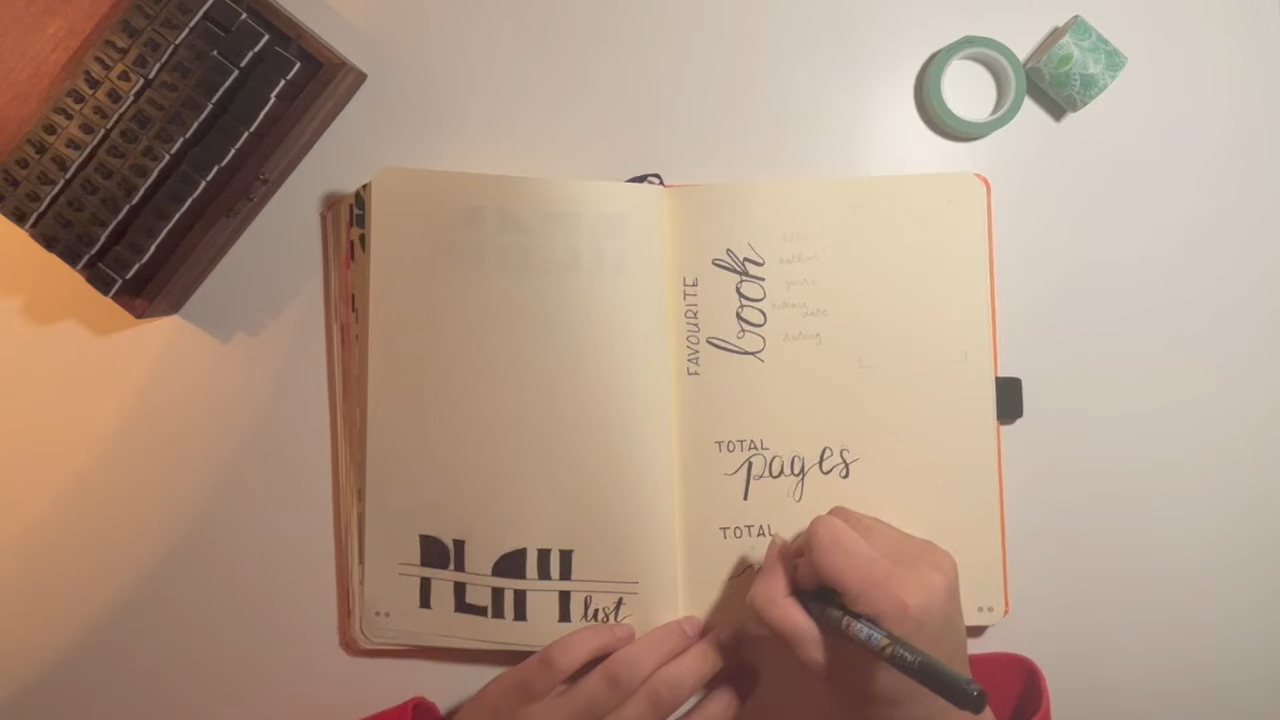 PLAY
list
FAVOURITE
book
author
genre
release
date
rating
TOTAL
pages
TOTAL